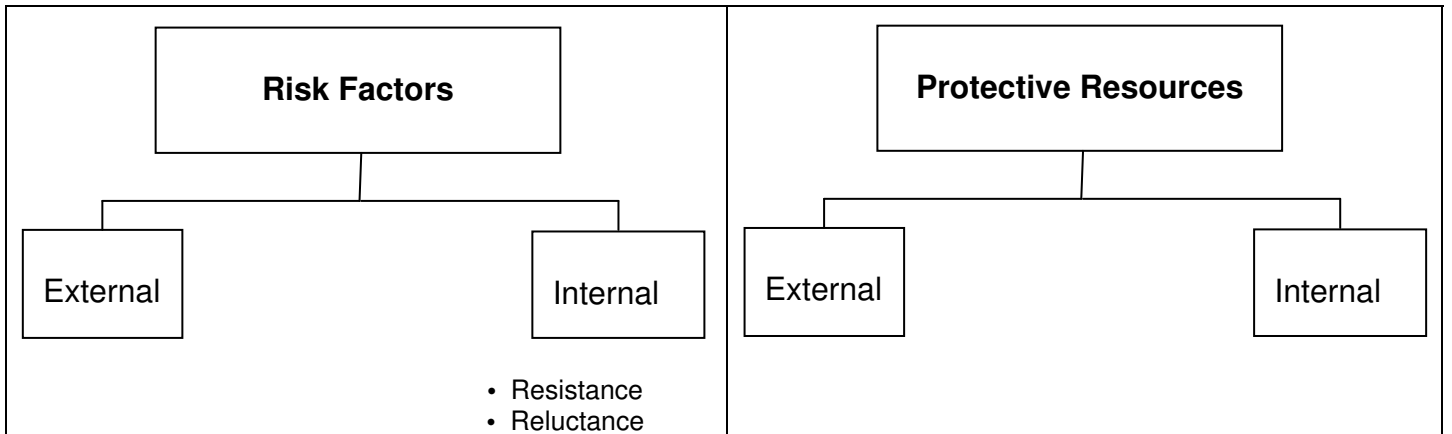 Risk Factors
External
Internal
• Resistance
• Reluctance
Protective Resources
External
Internal